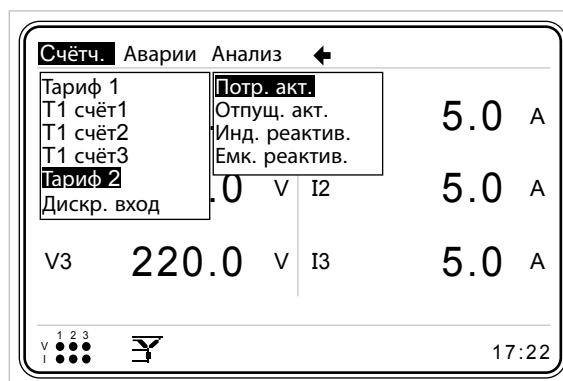 Счётч. Аварии Анализ
Тариф 1
Т1 счёт1
Т1 счёт2
Т1 счёт3
Тариф 2
Дискр. вход
Потр. акт.
Отпущ. акт.
Инд. реактив.
Емк. реактив.
5.0 A
.0 V I2 5.0 A
V3 220.0 V I3 5.0 A
1 2 3
V
I
17:22